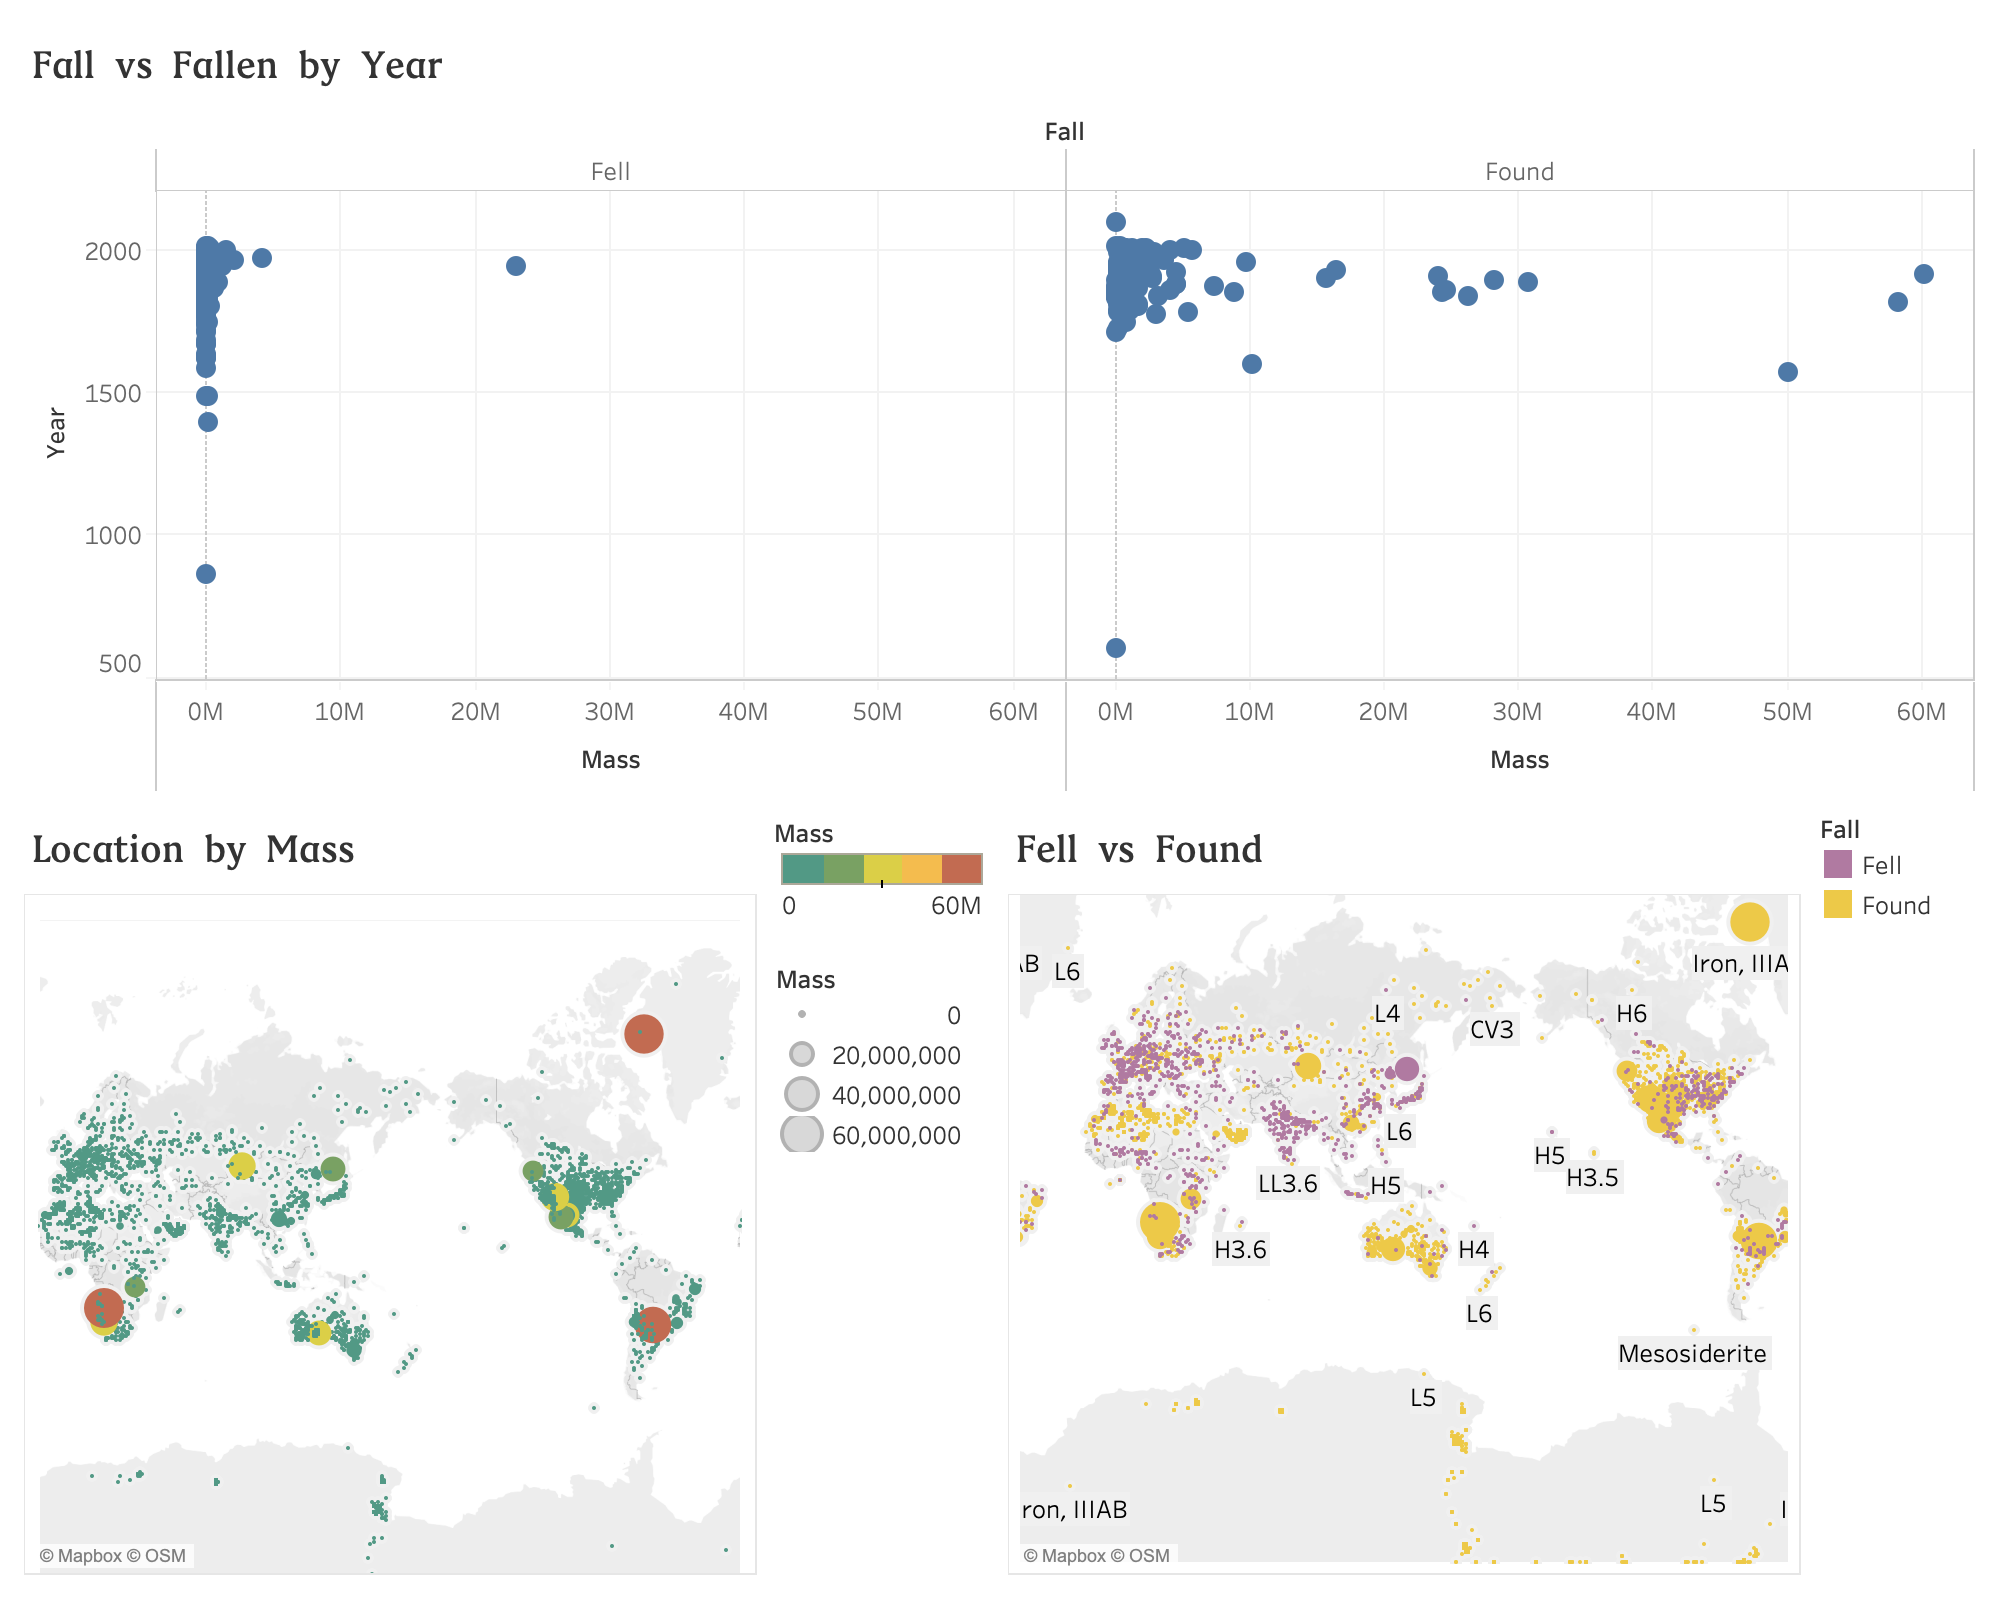 Fall vs Fallen by Year
Fall
Fell
Found
2000
1500
1000
500
Year
0M 10M 20M 30M 40M 50M 60M
0M 10M 20M 30M 40M 50M 60M
Mass
Mass
Location by Mass
Mass
0 60M
Mass
0
20,000,000
40,000,000
60,000,000
© Mapbox © OSM
Fell vs Found
Fall
Fell
Found
AB L6
Iron, IIIA
L4
H6
CV3
L6
H5
H3.5
LL3.6
H5
H3.6
H4
L6
Mesosiderite
L5
ron, IIIAB
L5
I
© Mapbox © OSM